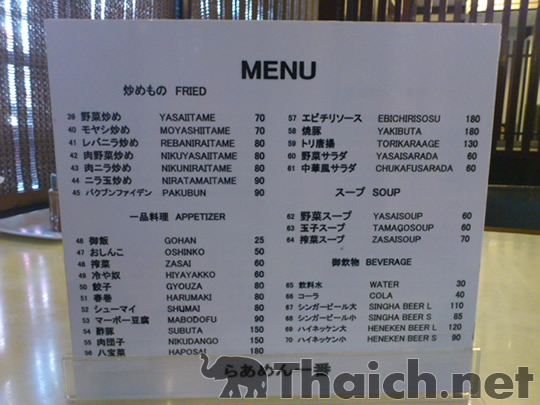 MENU
炒めもの FRIED
39 野菜炒め YASAIITAME 70
40 モヤシ炒め MOYASHIITAME 70
41 レバニラ炒め REBANIRAITAME 80
42 肉野菜炒め NIKUYASAIITAME 80
43 肉ニラ炒め NIKUNIRAITAME 90
44 ニラ玉炒め NIRATAMAITAME 90
45 パクブンファイデン PAKUBUN 90
一品料理 APPETIZER
46 御飯 GOHAN 25
47 おしんこ OSHINKO 50
48 搾菜 ZASAI 60
49 冷や奴 HIYAYAKKO 60
50 餃子 GYOUZA 80
51 春巻 HARUMAKI 80
52 シューマイ SHUMAI 80
53 マーボー豆腐 MABODOFU 90
54 酢豚 SUBUTA 150
55 肉団子 NIKUDANGO 150
56 八宝菜 HAPOSAI 180
57 エビチリソース EBICHIRISOSU 180
58 焼豚 YAKIBUTA 180
59 トリ唐揚 TORIKARAAGE 130
60 野菜サラダ YASAISARADA 60
61 中華風サラダ CHUKAFUSARADA 60
スープ SOUP
62 野菜スープ YASAISOUP 60
63 玉子スープ TAMAGOSOUP 60
64 搾菜スープ ZASAISOUP 70
御飲物 BEVERAGE
65 飲料水 WATER 30
66 コーラ COLA 40
67 シンガービール大 SINGHA BEER L 110
68 シンガービール小 SINGHA BEER S 85
69 ハイネッケン大 HENEKEN BEER L 120
70 ハイネッケン小 HENEKEN BEER S 90
らあめん一番
Thaich.net